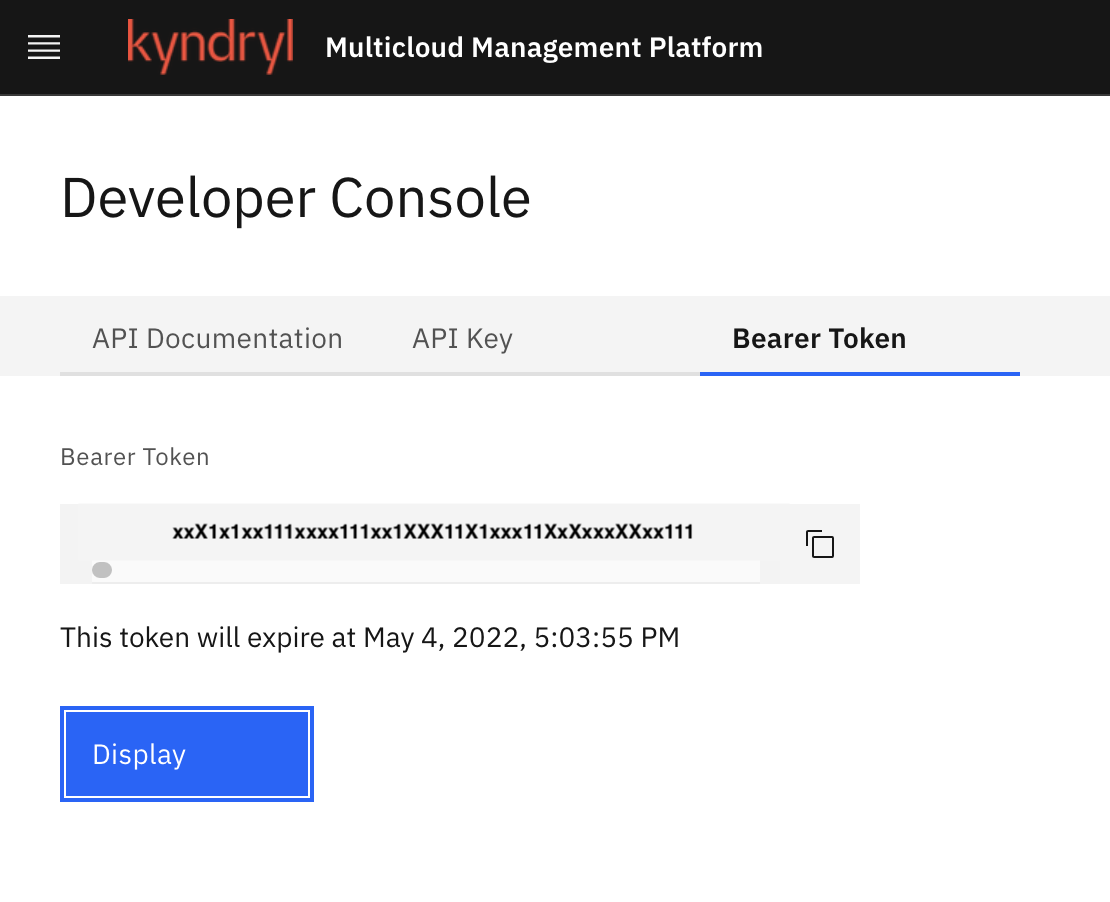 kyndryl Multicloud Management Platform
Developer Console
API Documentation API Key Bearer Token
Bearer Token
xxX1x1xx111xxxx111xx1XXX11X1xxx11XxXxxxXXxx111
This token will expire at May 4, 2022, 5:03:55 PM
Display